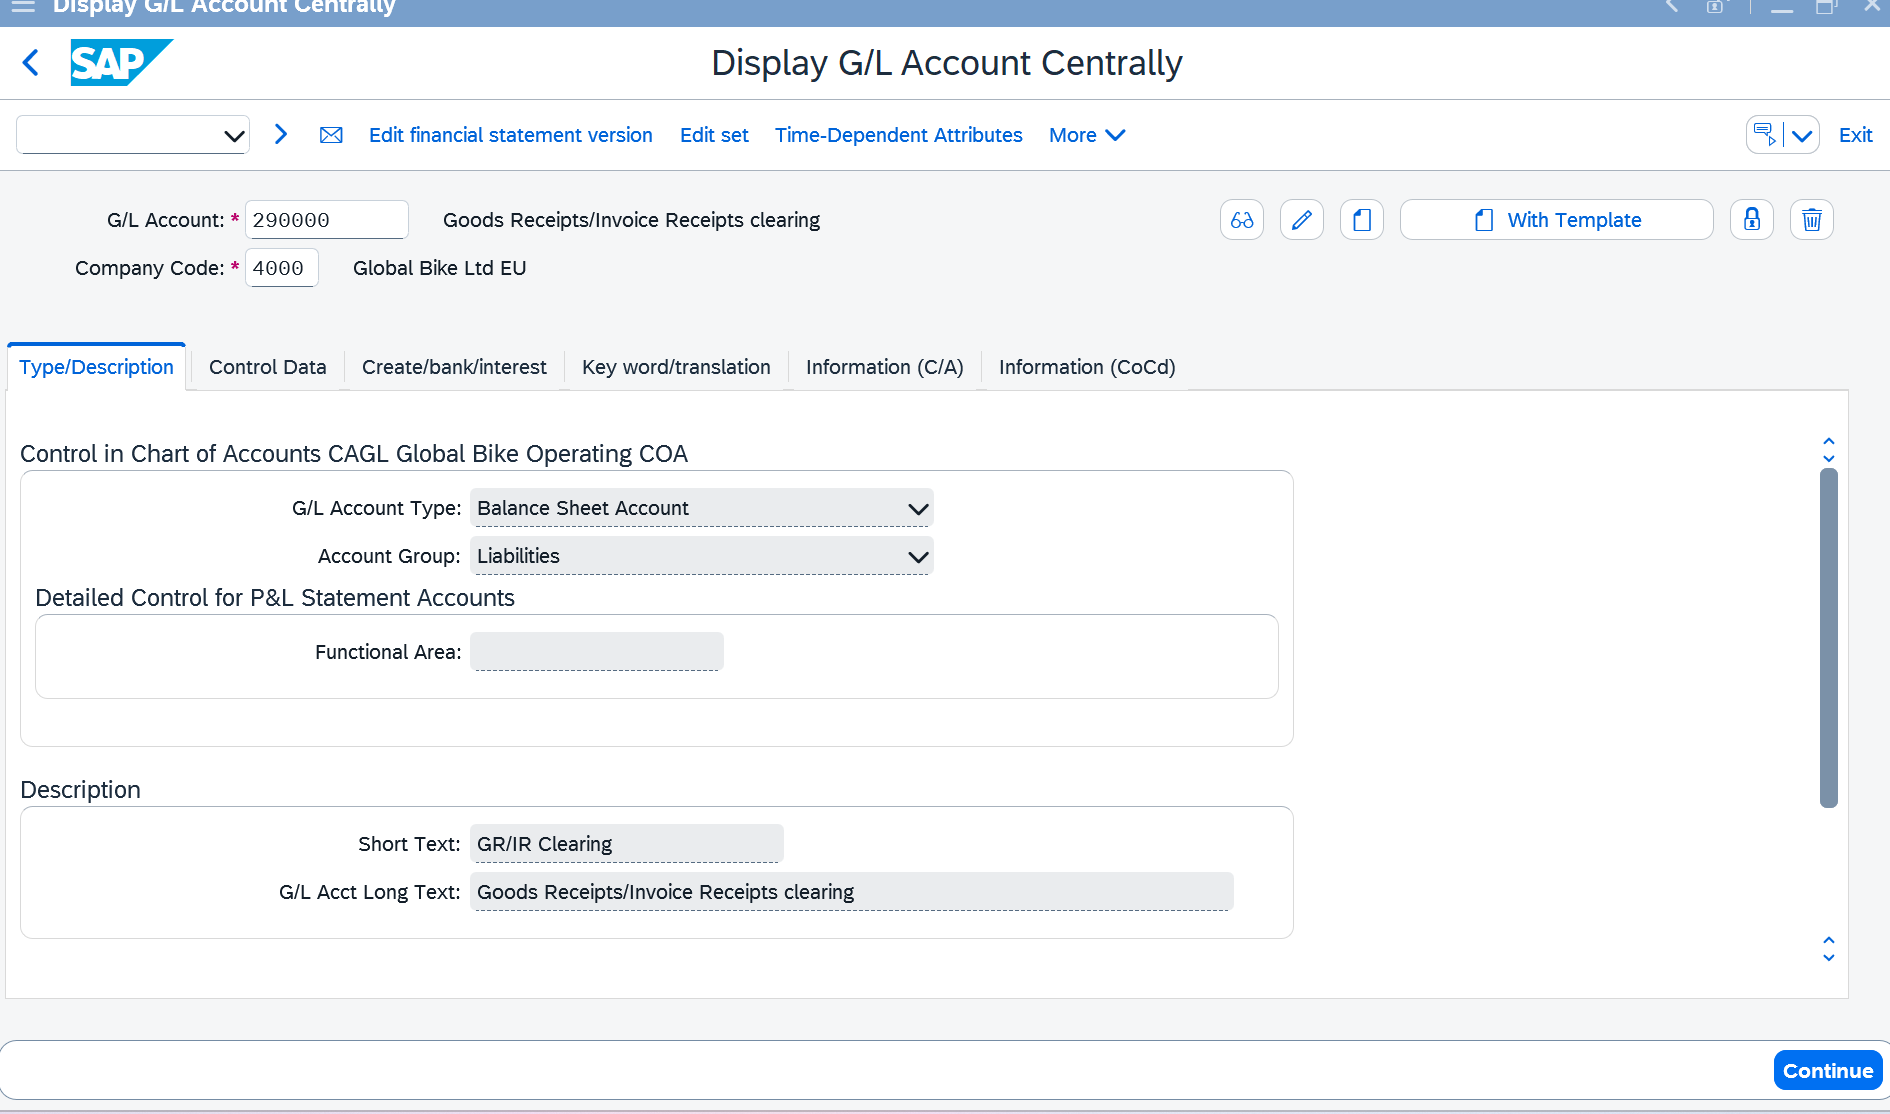 Display G/L Account Centrally
SAP
Display G/L Account Centrally
Edit financial statement version
Edit set
Time-Dependent Attributes
More
Exit
G/L Account: * 290000 Goods Receipts/Invoice Receipts clearing
With Template
Company Code: * 4000 Global Bike Ltd EU
Type/Description
Control Data
Create/bank/interest
Key word/translation
Information (C/A)
Information (CoCd)
Control in Chart of Accounts CAGL Global Bike Operating COA
G/L Account Type: Balance Sheet Account
Account Group: Liabilities
Detailed Control for P&L Statement Accounts
Functional Area:
Description
Short Text: GR/IR Clearing
G/L Acct Long Text: Goods Receipts/Invoice Receipts clearing
Continue